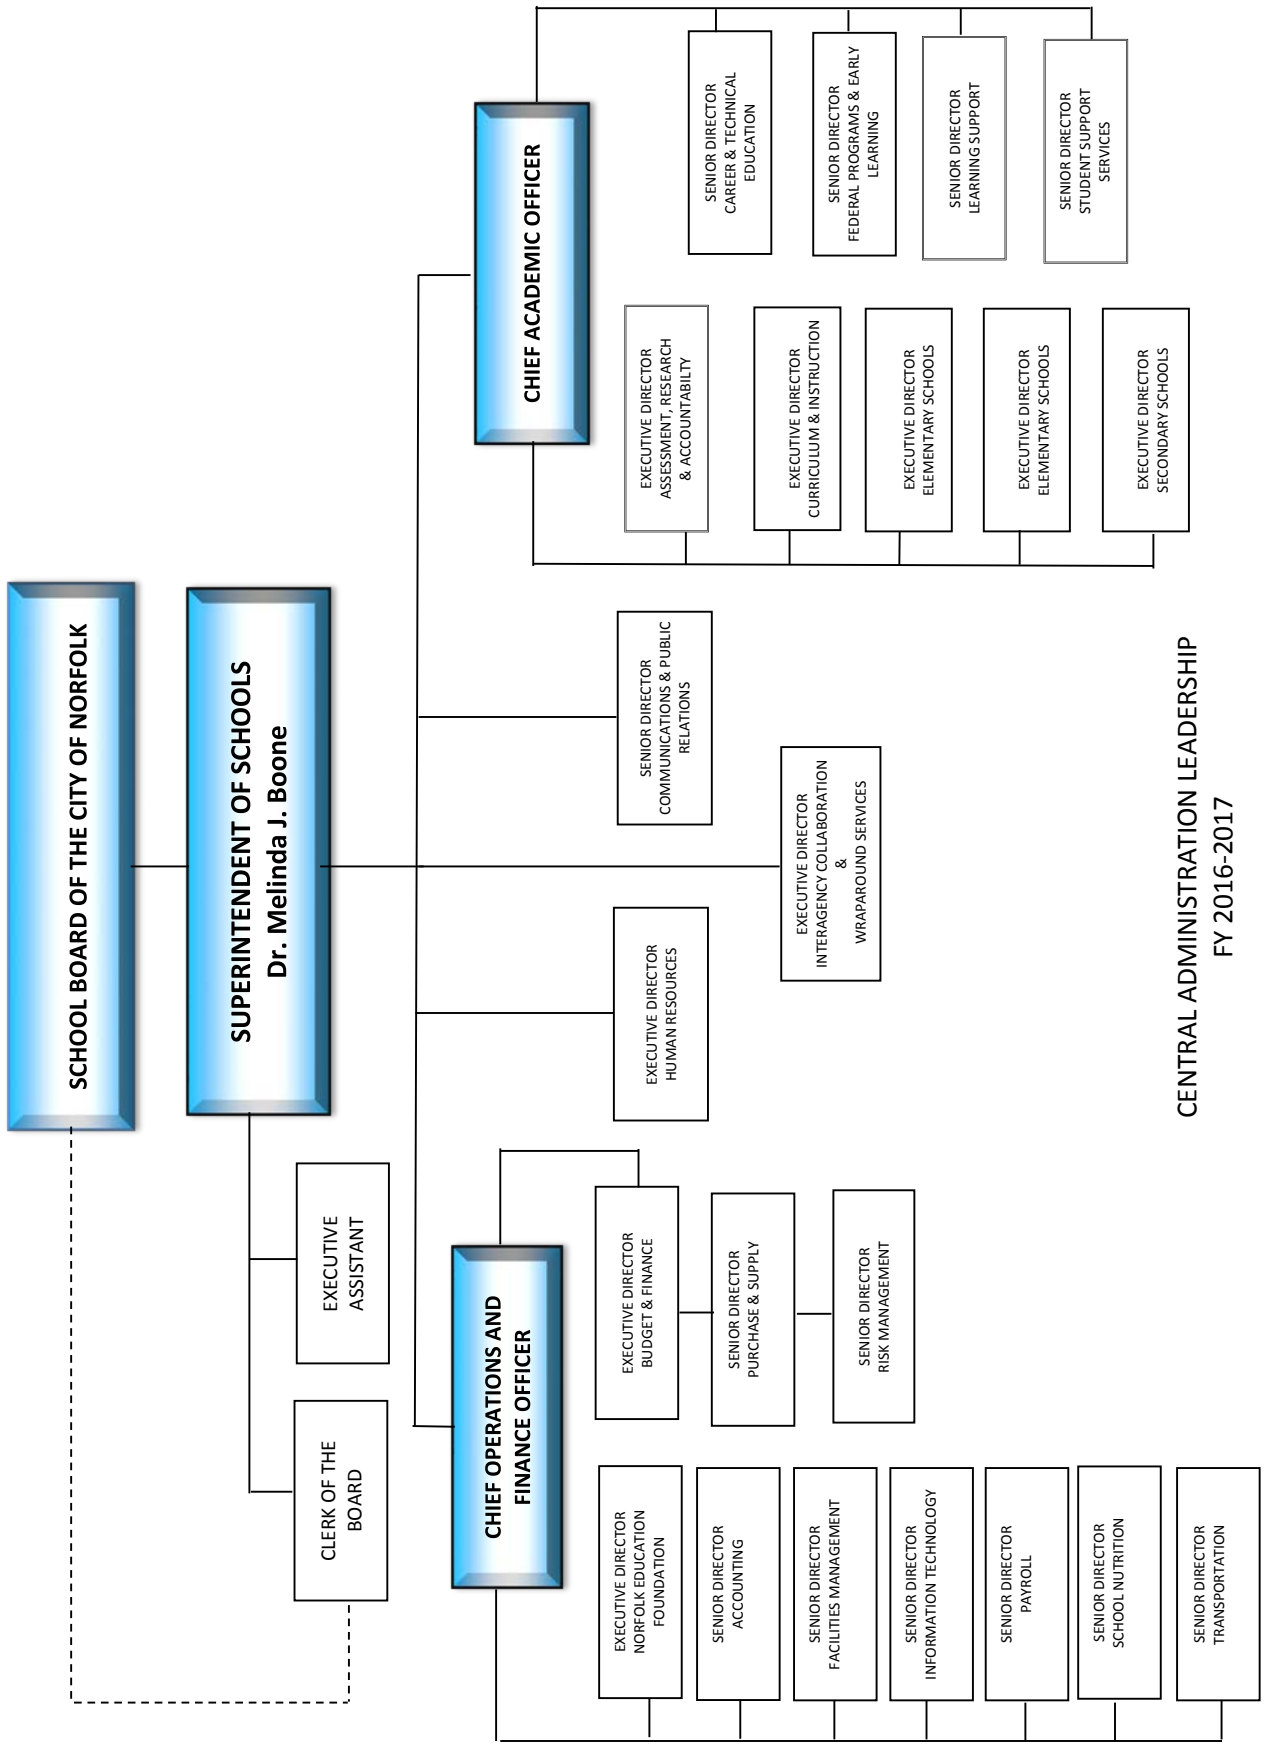 SCHOOL BOARD OF THE CITY OF NORFOLK
SUPERINTENDENT OF SCHOOLS
Dr. Melinda J. Boone
CLERK OF THE
BOARD
EXECUTIVE
ASSISTANT
CHIEF OPERATIONS AND
FINANCE OFFICER
CHIEF ACADEMIC OFFICER
EXECUTIVE DIRECTOR
NORFOLK EDUCATION
FOUNDATION
SENIOR DIRECTOR
ACCOUNTING
SENIOR DIRECTOR
FACILITIES MANAGEMENT
SENIOR DIRECTOR
INFORMATION TECHNOLOGY
SENIOR DIRECTOR
PAYROLL
SENIOR DIRECTOR
SCHOOL NUTRITION
SENIOR DIRECTOR
TRANSPORTATION
EXECUTIVE DIRECTOR
BUDGET & FINANCE
SENIOR DIRECTOR
PURCHASE & SUPPLY
SENIOR DIRECTOR
RISK MANAGEMENT
EXECUTIVE DIRECTOR
HUMAN RESOURCES
EXECUTIVE DIRECTOR
INTERAGENCY COLLABORATION
&
WRAPAROUND SERVICES
SENIOR DIRECTOR
COMMUNICATIONS & PUBLIC
RELATIONS
EXECUTIVE DIRECTOR
ASSESSMENT, RESEARCH
& ACCOUNTABILTY
EXECUTIVE DIRECTOR
CURRICULUM & INSTRUCTION
EXECUTIVE DIRECTOR
ELEMENTARY SCHOOLS
EXECUTIVE DIRECTOR
ELEMENTARY SCHOOLS
EXECUTIVE DIRECTOR
SECONDARY SCHOOLS
SENIOR DIRECTOR
CAREER & TECHNICAL
EDUCATION
SENIOR DIRECTOR
FEDERAL PROGRAMS & EARLY
LEARNING
SENIOR DIRECTOR
LEARNING SUPPORT
SENIOR DIRECTOR
STUDENT SUPPORT
SERVICES
CENTRAL ADMINISTRATION LEADERSHIP
FY 2016-2017